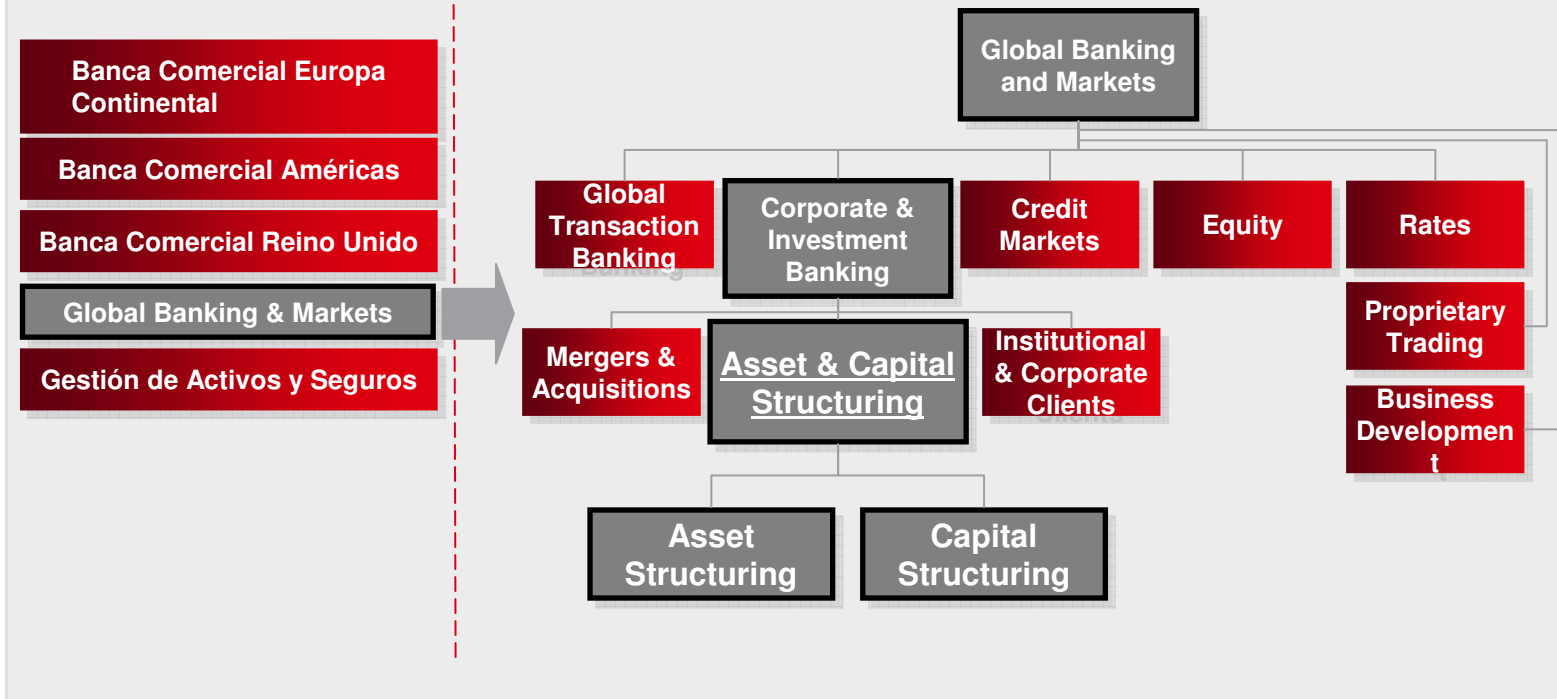 Banca Comercial Europa
Continental
Banca Comercial Américas
Banca Comercial Reino Unido
Global Banking & Markets
Gestión de Activos y Seguros
Global Banking
and Markets
Global
Transaction
Banking
Corporate &
Investment
Banking
Credit
Markets
Equity
Rates
Proprietary
Trading
Business
Developmen
t
Mergers &
Acquisitions
Asset & Capital
Structuring
Institutional
& Corporate
Clients
Asset
Structuring
Capital
Structuring